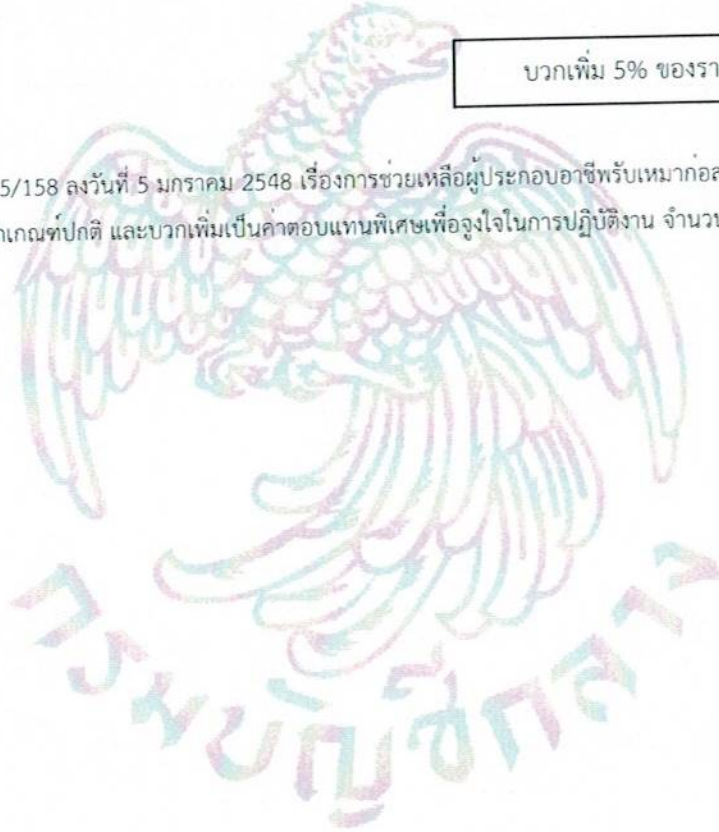 บวกเพิ่ม 5% ของรา
5/158 ลงวันที่ 5 มกราคม 2548 เรื่องการช่วยเหลือผู้ประกอบอาชีพรับเหมาก่อส
กเกณฑ์ปกติ และบวกเพิ่มเป็นค่าตอบแทนพิเศษเพื่อจูงใจในการปฏิบัติงาน จำนวน
กรมบัญชีกลาง